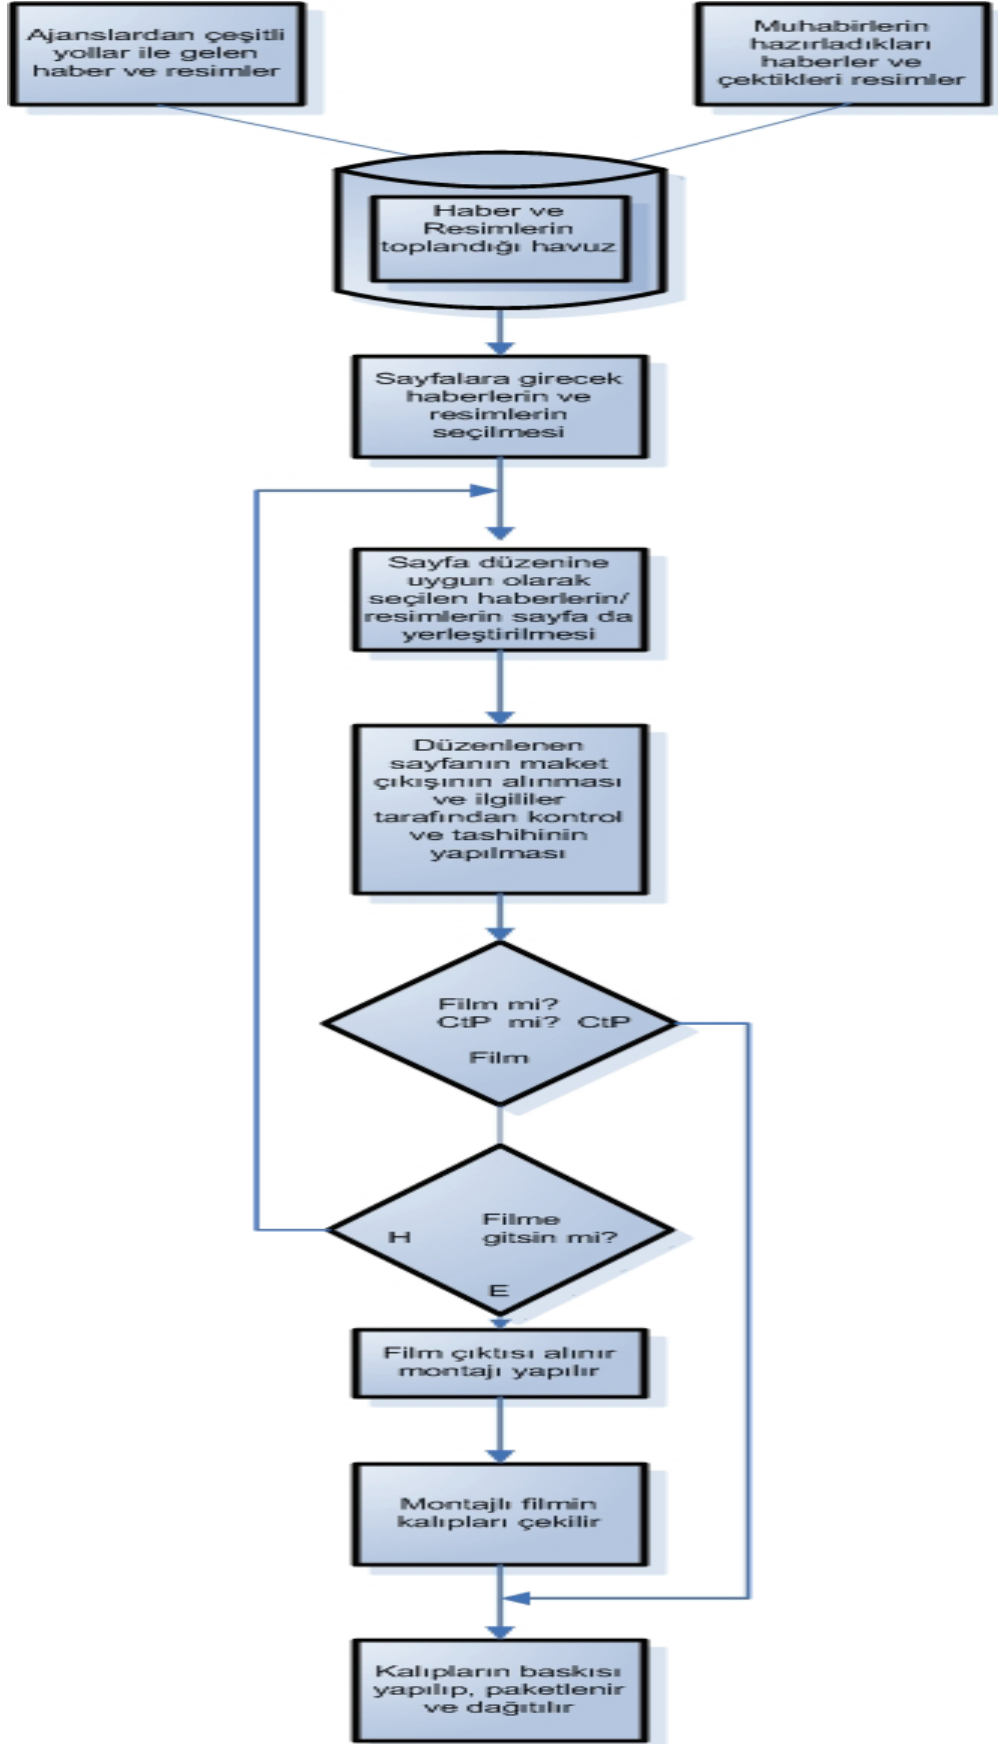 Ajanslardan çeşitli
yollar ile gelen
haber ve resimler
Muhabirlerin
hazırladıkları
haberler ve
çektikleri resimler
Haber ve
Resimlerin
toplandığı havuz
Sayfalara girecek
haberlerin ve
resimlerin
seçilmesi
Sayfa düzenine
uygun olarak
seçilen haberlerin/
resimlerin sayfa da
yerleştirilmesi
Düzenlenen
sayfanın maket
çıkışının alınması
ve ilgililer
tarafından kontrol
ve tashihinin
yapılması
Film mi?
CtP mi? CtP
Film
Filme
H gitsin mi?
E
Film çıktısı alınır
montajı yapılır
Montajlı filmin
kalıpları çekilir
Kalıpların baskısı
yapılıp, paketlenir
ve dağıtılır